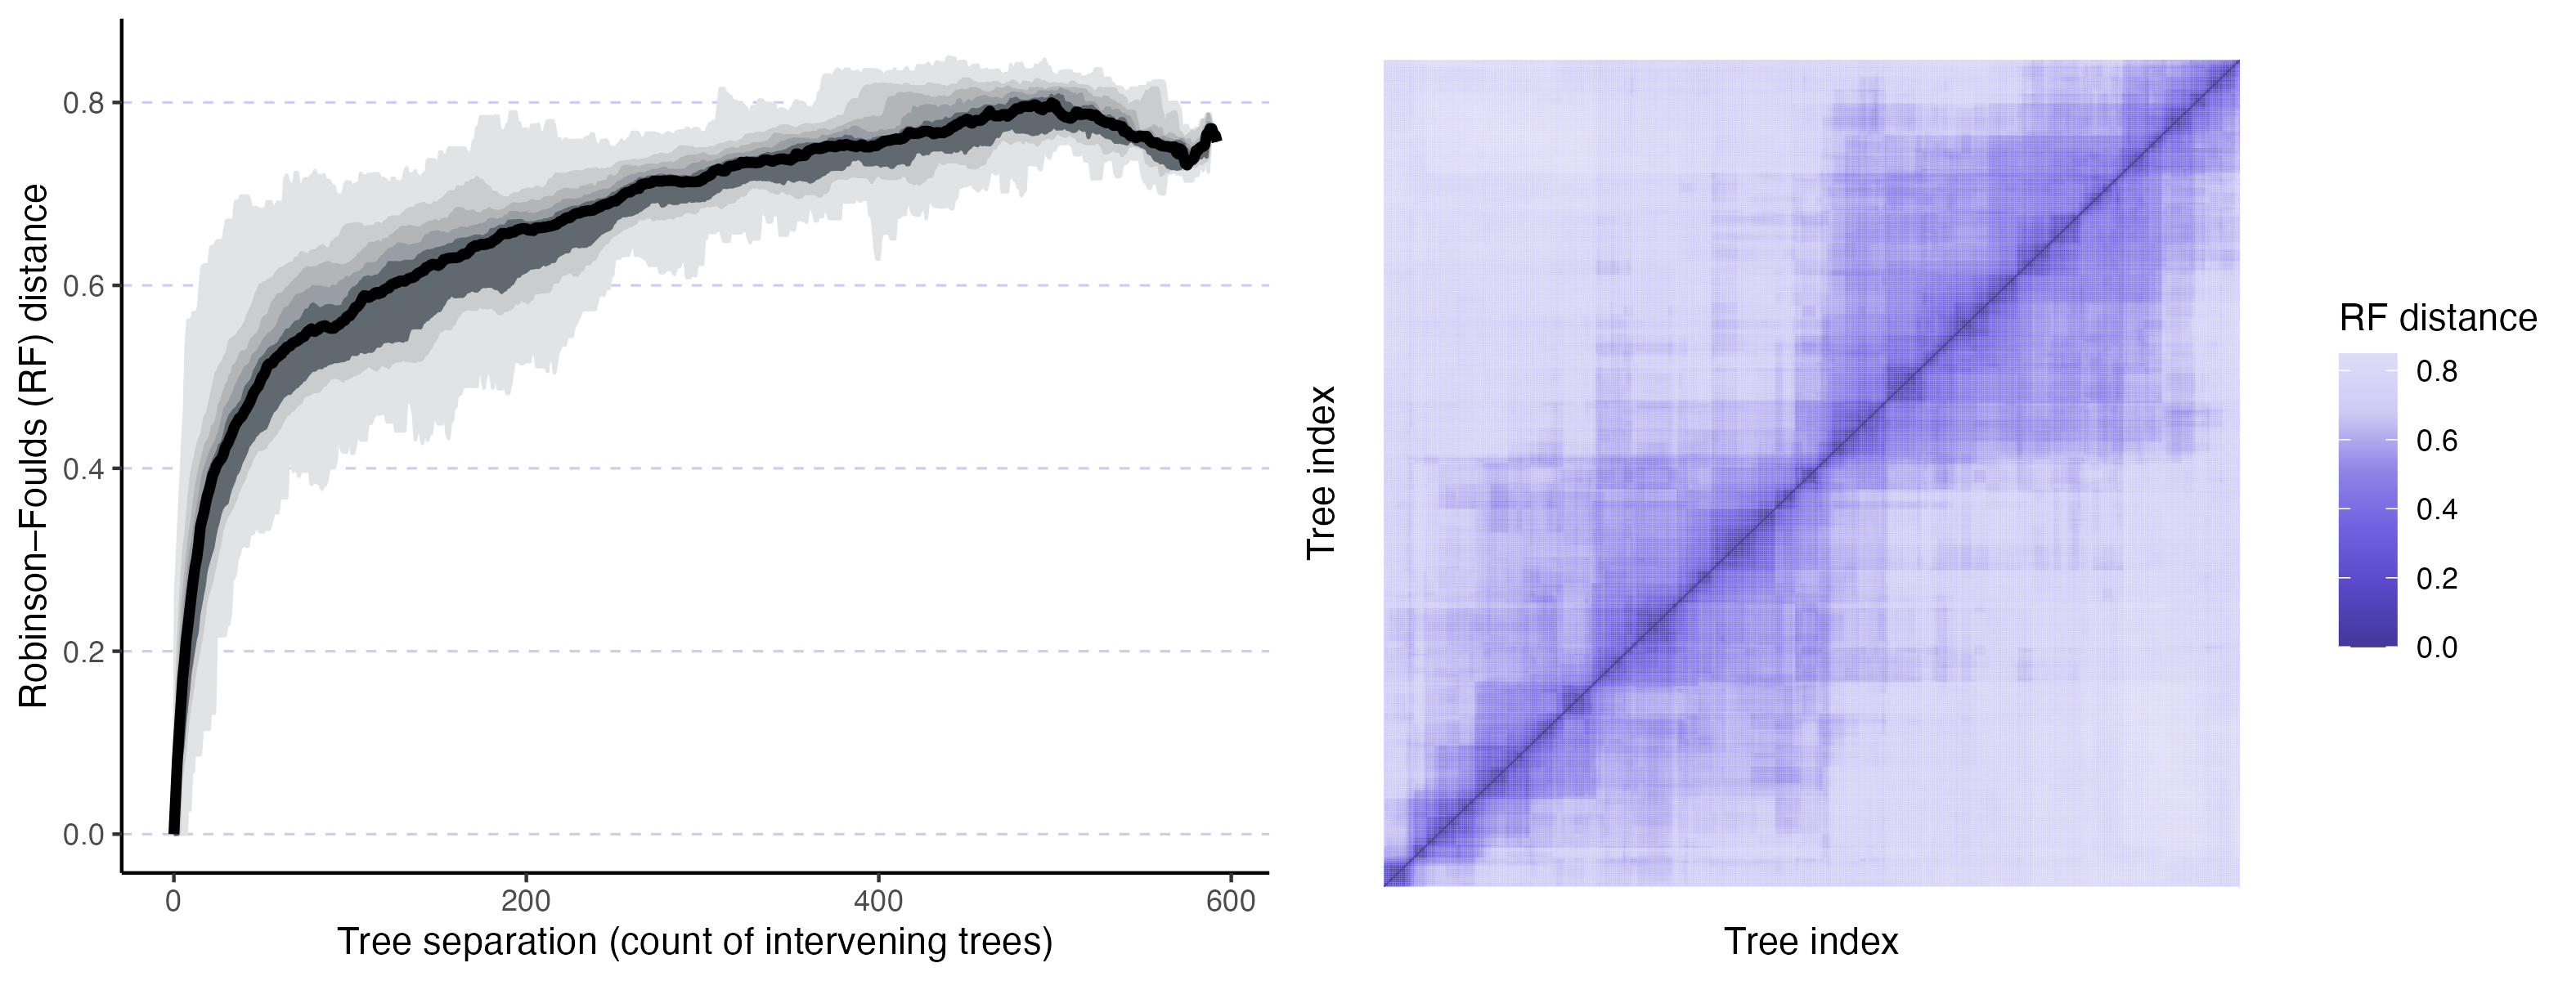 Robinson–Foulds (RF) distance
0.8
0.6
0.4
0.2
0.0
0
200
400
600
Tree separation (count of intervening trees)
Tree index
Tree index
RF distance
0.8
0.6
0.4
0.2
0.0